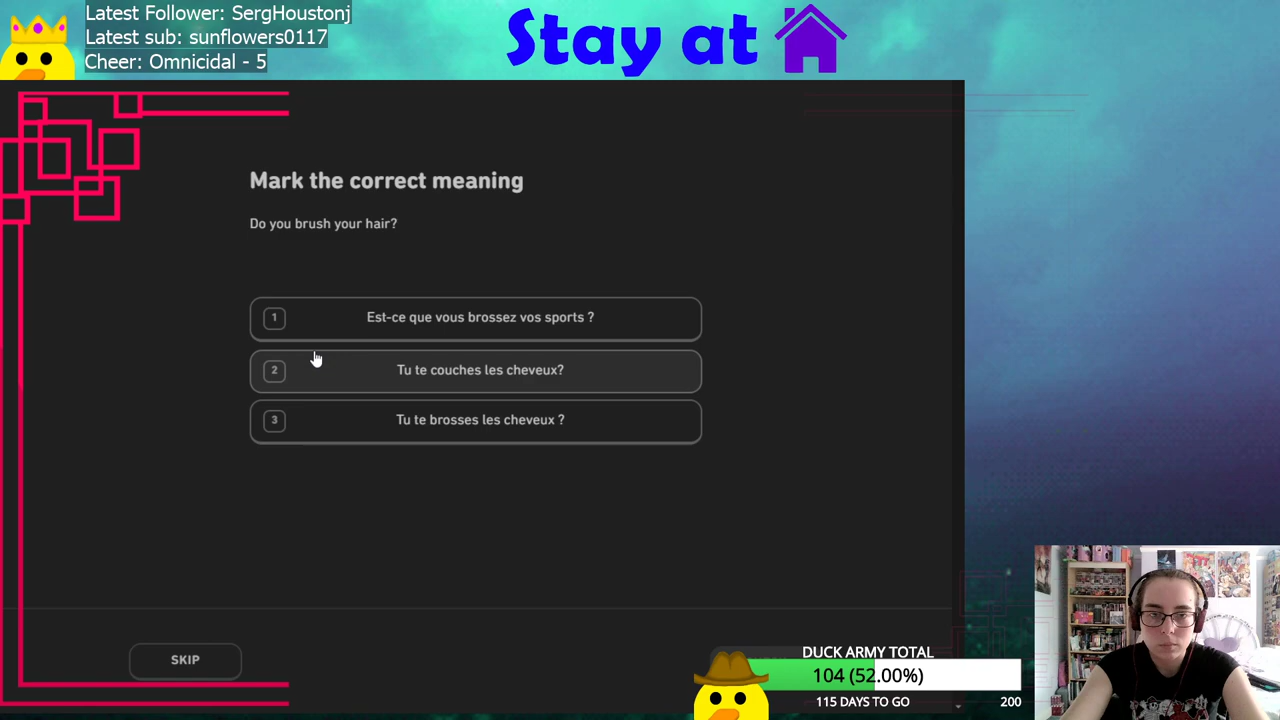 Latest Follower: SergHoustonj
Latest sub: sunflowers0117
Cheer: Omnicidal - 5
Stay at
Mark the correct meaning
Do you brush your hair?
1 Est-ce que vous brossez vos sports ?
2 Tu te couches les cheveux?
3 Tu te brosses les cheveux ?
SKIP
DUCK ARMY TOTAL
104 (52.00%)
115 DAYS TO GO
200